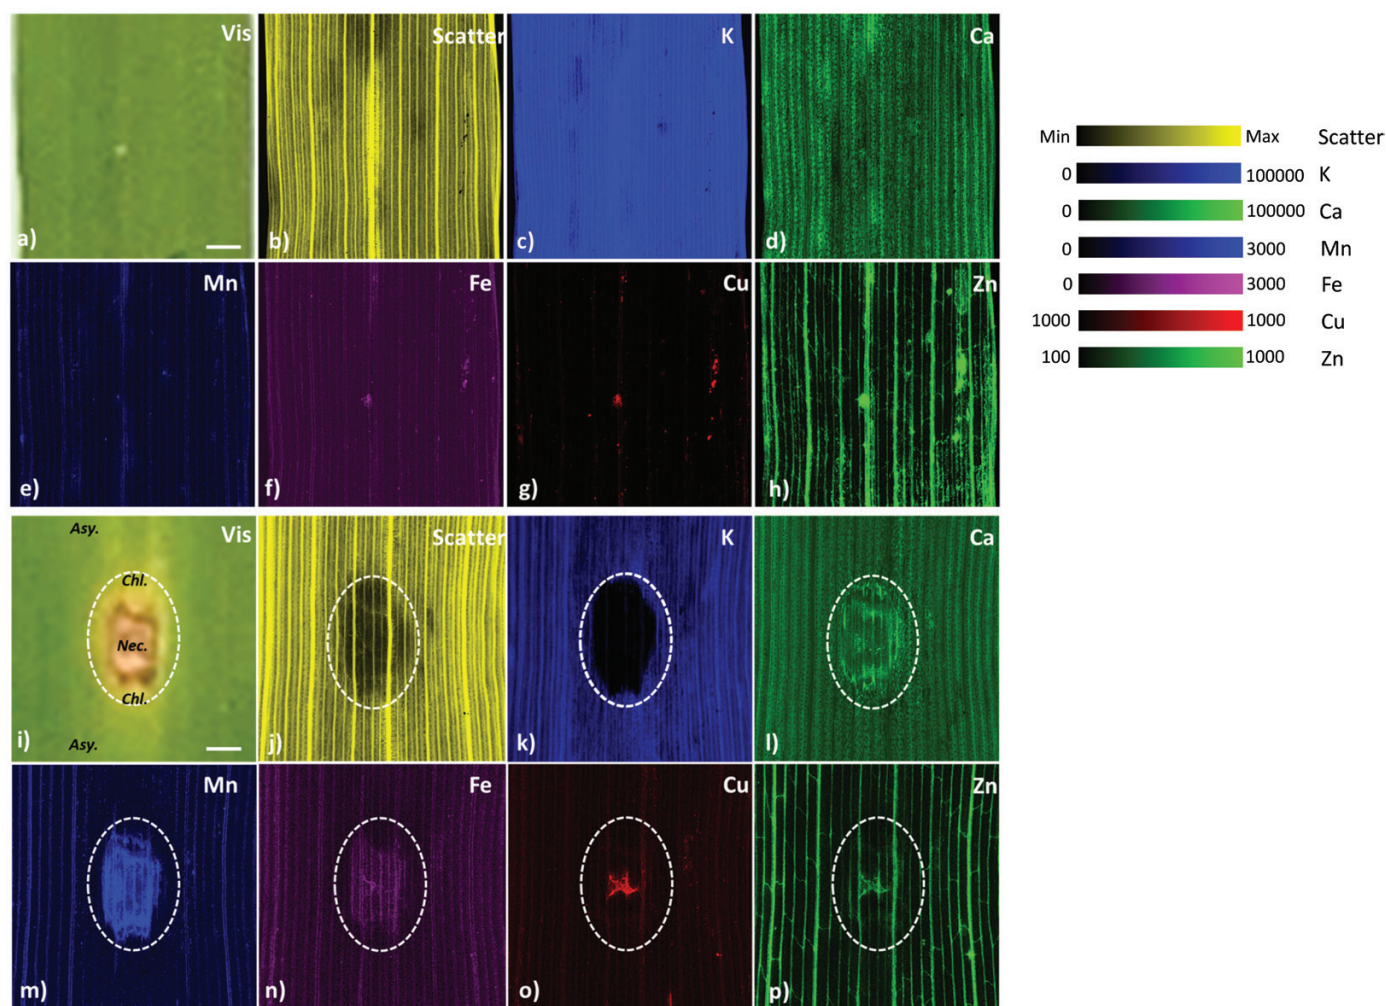 Vis
Scatter
K
Ca
a)
b)
c)
d)
Mn
Fe
Cu
Zn
e)
f)
g)
h)
Asy.
Vis
Scatter
K
Ca
Chl.
Nec.
Chl.
Asy.
i)
j)
k)
l)
Mn
Fe
Cu
Zn
m)
n)
o)
p)
Min Max Scatter
0 100000 K
0 100000 Ca
0 3000 Mn
0 3000 Fe
1000 1000 Cu
100 1000 Zn